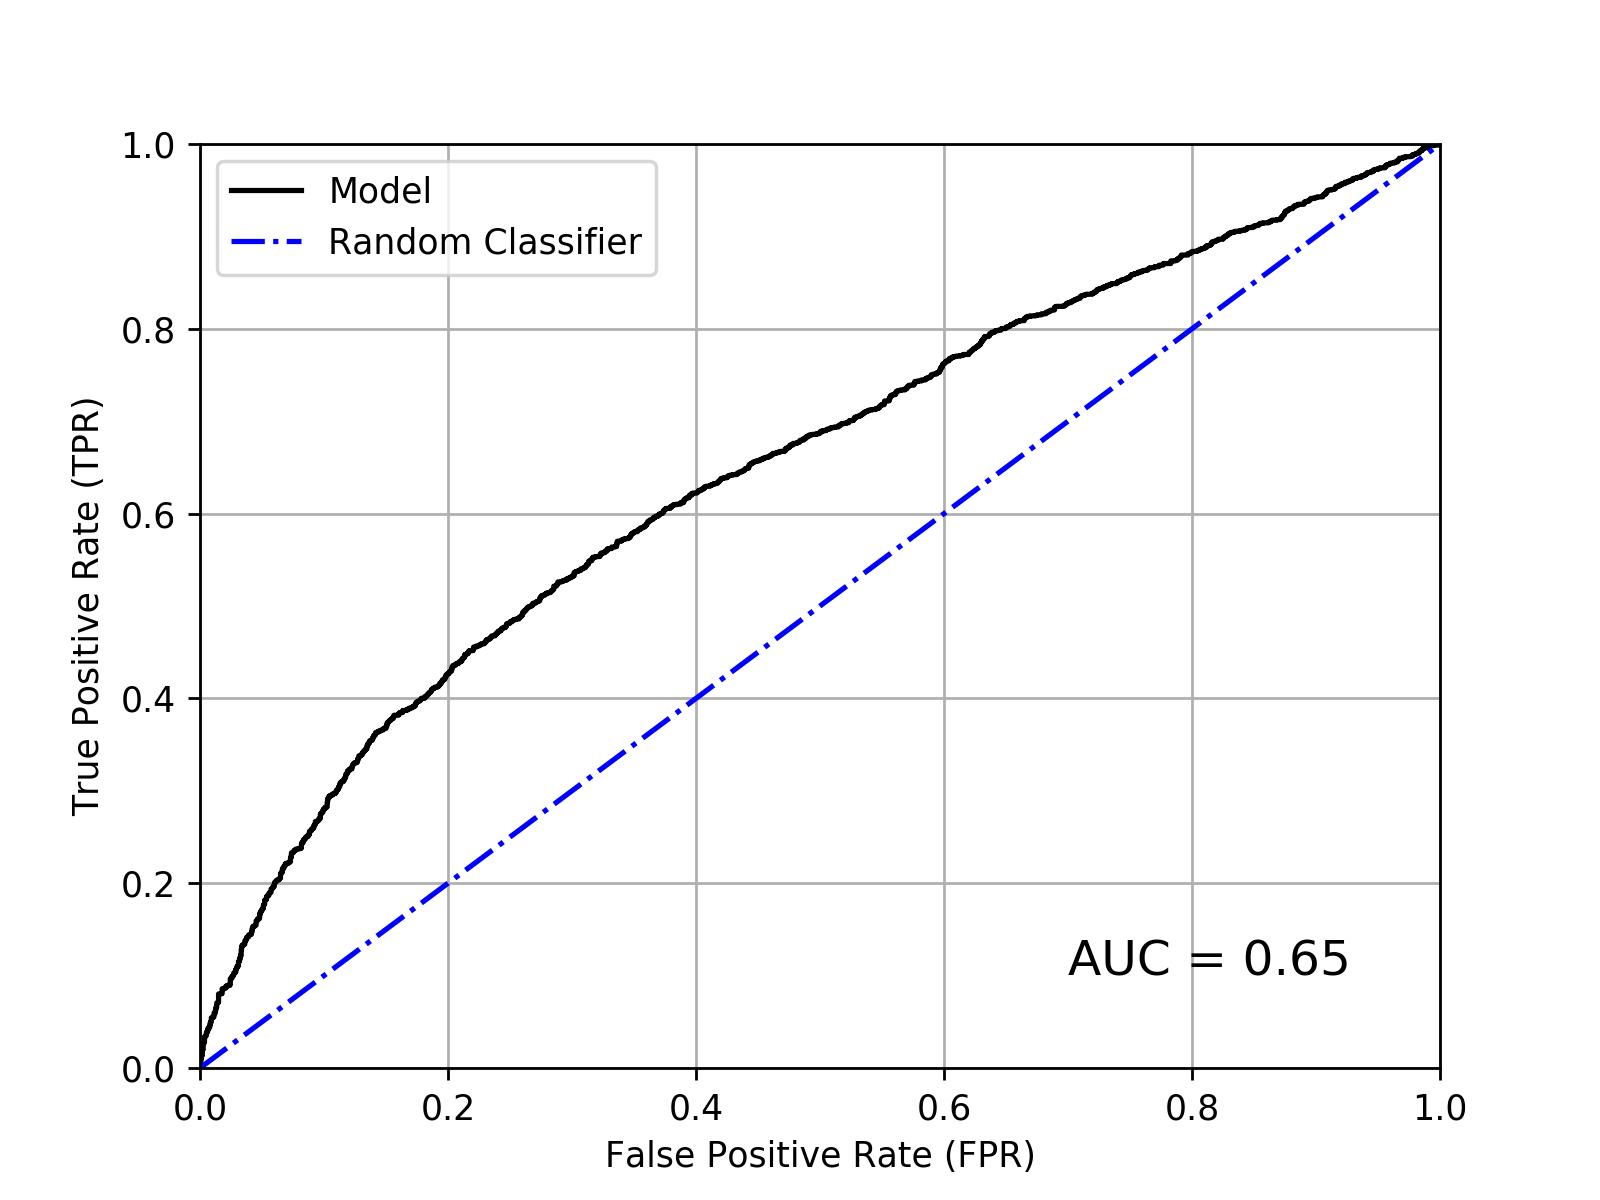 Model
Random Classifier
1.0
0.8
0.6
0.4
0.2
0.0
True Positive Rate (TPR)
AUC = 0.65
0.0 0.2 0.4 0.6 0.8 1.0
False Positive Rate (FPR)